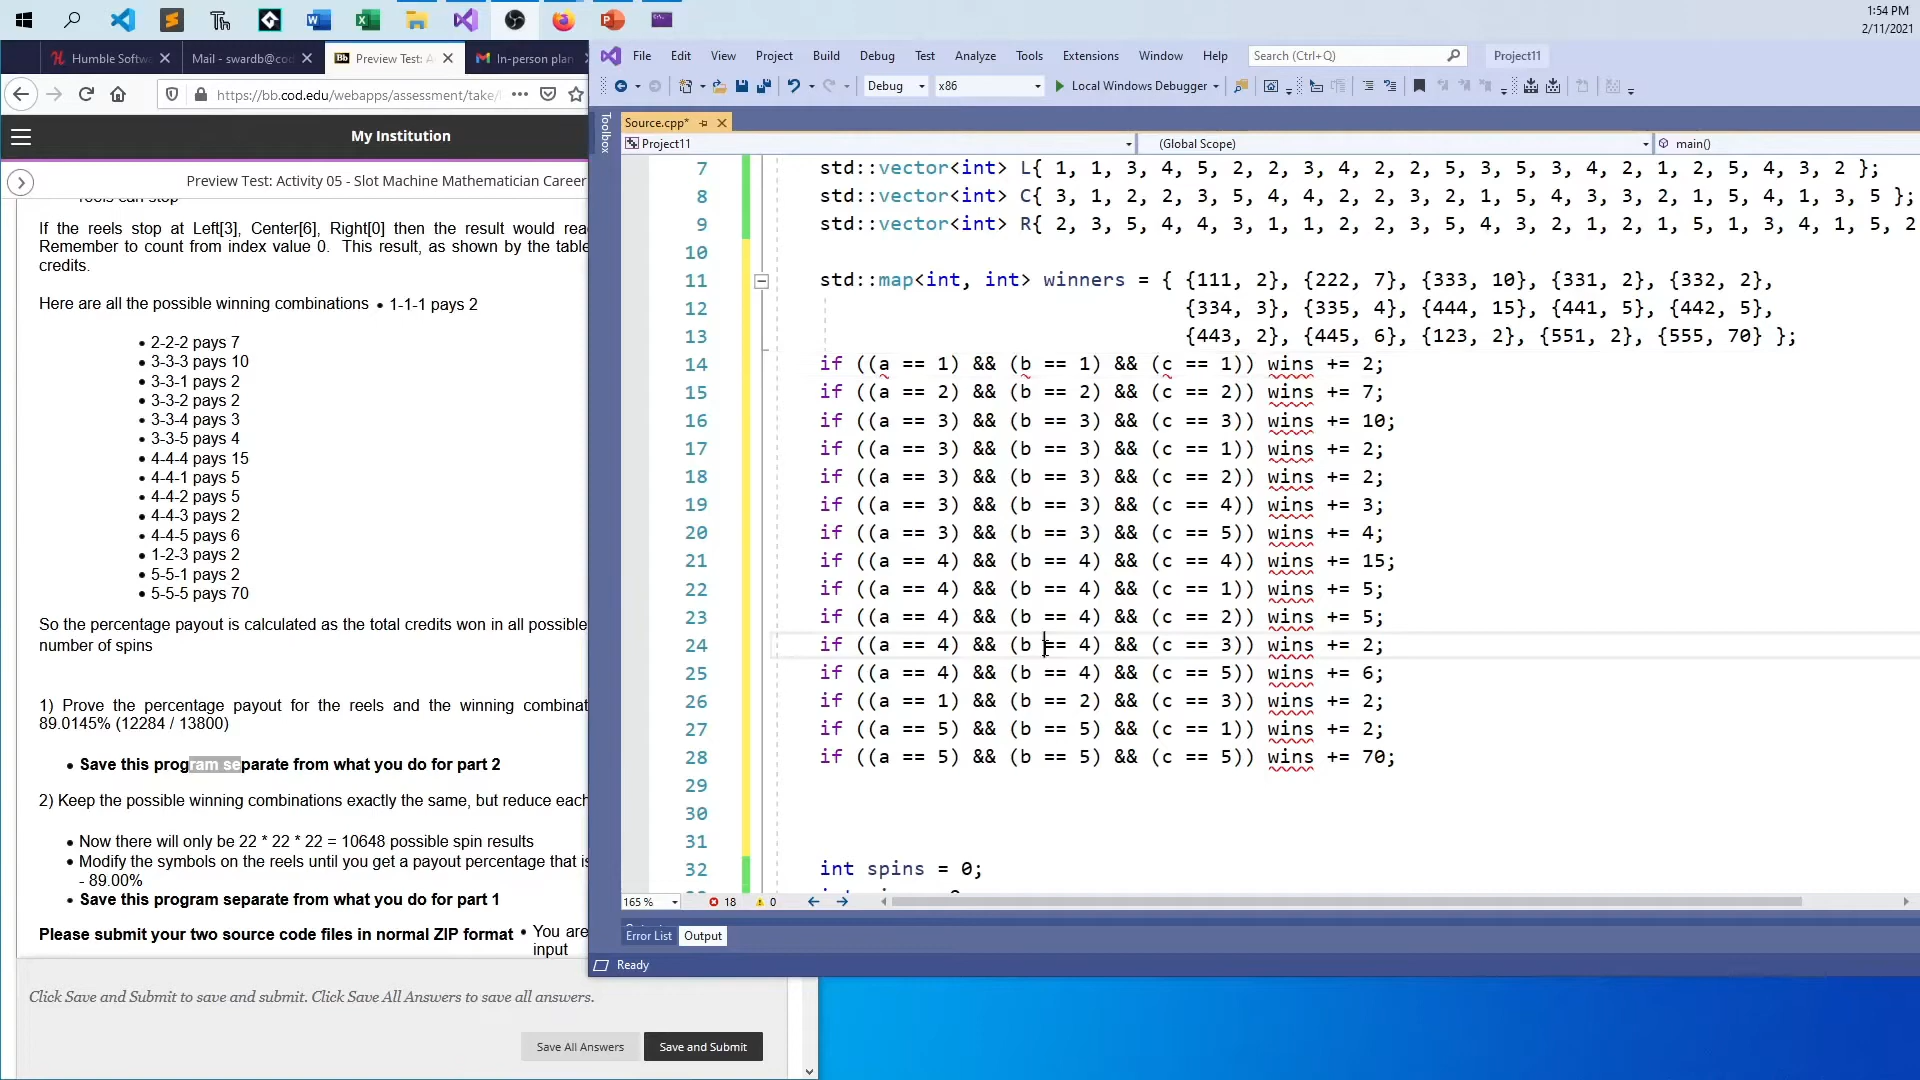 1:54 PM
2/11/2021
Humble Softw
Mail - swardb@cod
Preview Test: A
In-person plan
https://bb.cod.edu/webapps/assessment/take/
My Institution
Preview Test: Activity 05 - Slot Machine Mathematician Career
If the reels stop at Left[3], Center[6], Right[0] then the result would read
Remember to count from index value 0. This result, as shown by the table
credits.
Here are all the possible winning combinations • 1-1-1 pays 2
• 2-2-2 pays 7
• 3-3-3 pays 10
• 3-3-1 pays 2
• 3-3-2 pays 2
• 3-3-4 pays 3
• 3-3-5 pays 4
• 4-4-4 pays 15
• 4-4-1 pays 5
• 4-4-2 pays 5
• 4-4-3 pays 2
• 4-4-5 pays 6
• 1-2-3 pays 2
• 5-5-1 pays 2
• 5-5-5 pays 70
So the percentage payout is calculated as the total credits won in all possible
number of spins
1) Prove the percentage payout for the reels and the winning combinat
89.0145% (12284 / 13800)
• Save this program separate from what you do for part 2
2) Keep the possible winning combinations exactly the same, but reduce each
• Now there will only be 22 * 22 * 22 = 10648 possible spin results
• Modify the symbols on the reels until you get a payout percentage that is
- 89.00%
• Save this program separate from what you do for part 1
Please submit your two source code files in normal ZIP format • You are
input
Click Save and Submit to save and submit. Click Save All Answers to save all answers.
Save All Answers
Save and Submit
File Edit View Project Build Debug Test Analyze Tools Extensions Window Help Search (Ctrl+Q) Project11
Debug x86 Local Windows Debugger
Toolbox
Source.cpp*
Project11 (Global Scope) main()
7 std::vector<int> L{ 1, 1, 3, 4, 5, 2, 2, 3, 4, 2, 2, 5, 3, 5, 3, 4, 2, 1, 2, 5, 4, 3, 2 };
8 std::vector<int> C{ 3, 1, 2, 2, 3, 5, 4, 4, 2, 2, 3, 2, 1, 5, 4, 3, 3, 2, 1, 5, 4, 1, 3, 5 };
9 std::vector<int> R{ 2, 3, 5, 4, 4, 3, 1, 1, 2, 2, 3, 5, 4, 3, 2, 1, 2, 1, 5, 1, 3, 4, 1, 5, 2
10
11 std::map<int, int> winners = { {111, 2}, {222, 7}, {333, 10}, {331, 2}, {332, 2},
12 {334, 3}, {335, 4}, {444, 15}, {441, 5}, {442, 5},
13 {443, 2}, {445, 6}, {123, 2}, {551, 2}, {555, 70} };
14 if ((a == 1) && (b == 1) && (c == 1)) wins += 2;
15 if ((a == 2) && (b == 2) && (c == 2)) wins += 7;
16 if ((a == 3) && (b == 3) && (c == 3)) wins += 10;
17 if ((a == 3) && (b == 3) && (c == 1)) wins += 2;
18 if ((a == 3) && (b == 3) && (c == 2)) wins += 2;
19 if ((a == 3) && (b == 3) && (c == 4)) wins += 3;
20 if ((a == 3) && (b == 3) && (c == 5)) wins += 4;
21 if ((a == 4) && (b == 4) && (c == 4)) wins += 15;
22 if ((a == 4) && (b == 4) && (c == 1)) wins += 5;
23 if ((a == 4) && (b == 4) && (c == 2)) wins += 5;
24 if ((a == 4) && (b == 4) && (c == 3)) wins += 2;
25 if ((a == 4) && (b == 4) && (c == 5)) wins += 6;
26 if ((a == 1) && (b == 2) && (c == 3)) wins += 2;
27 if ((a == 5) && (b == 5) && (c == 1)) wins += 2;
28 if ((a == 5) && (b == 5) && (c == 5)) wins += 70;
29
30
31
32 int spins = 0;
165 % 18 0
Error List Output
Ready